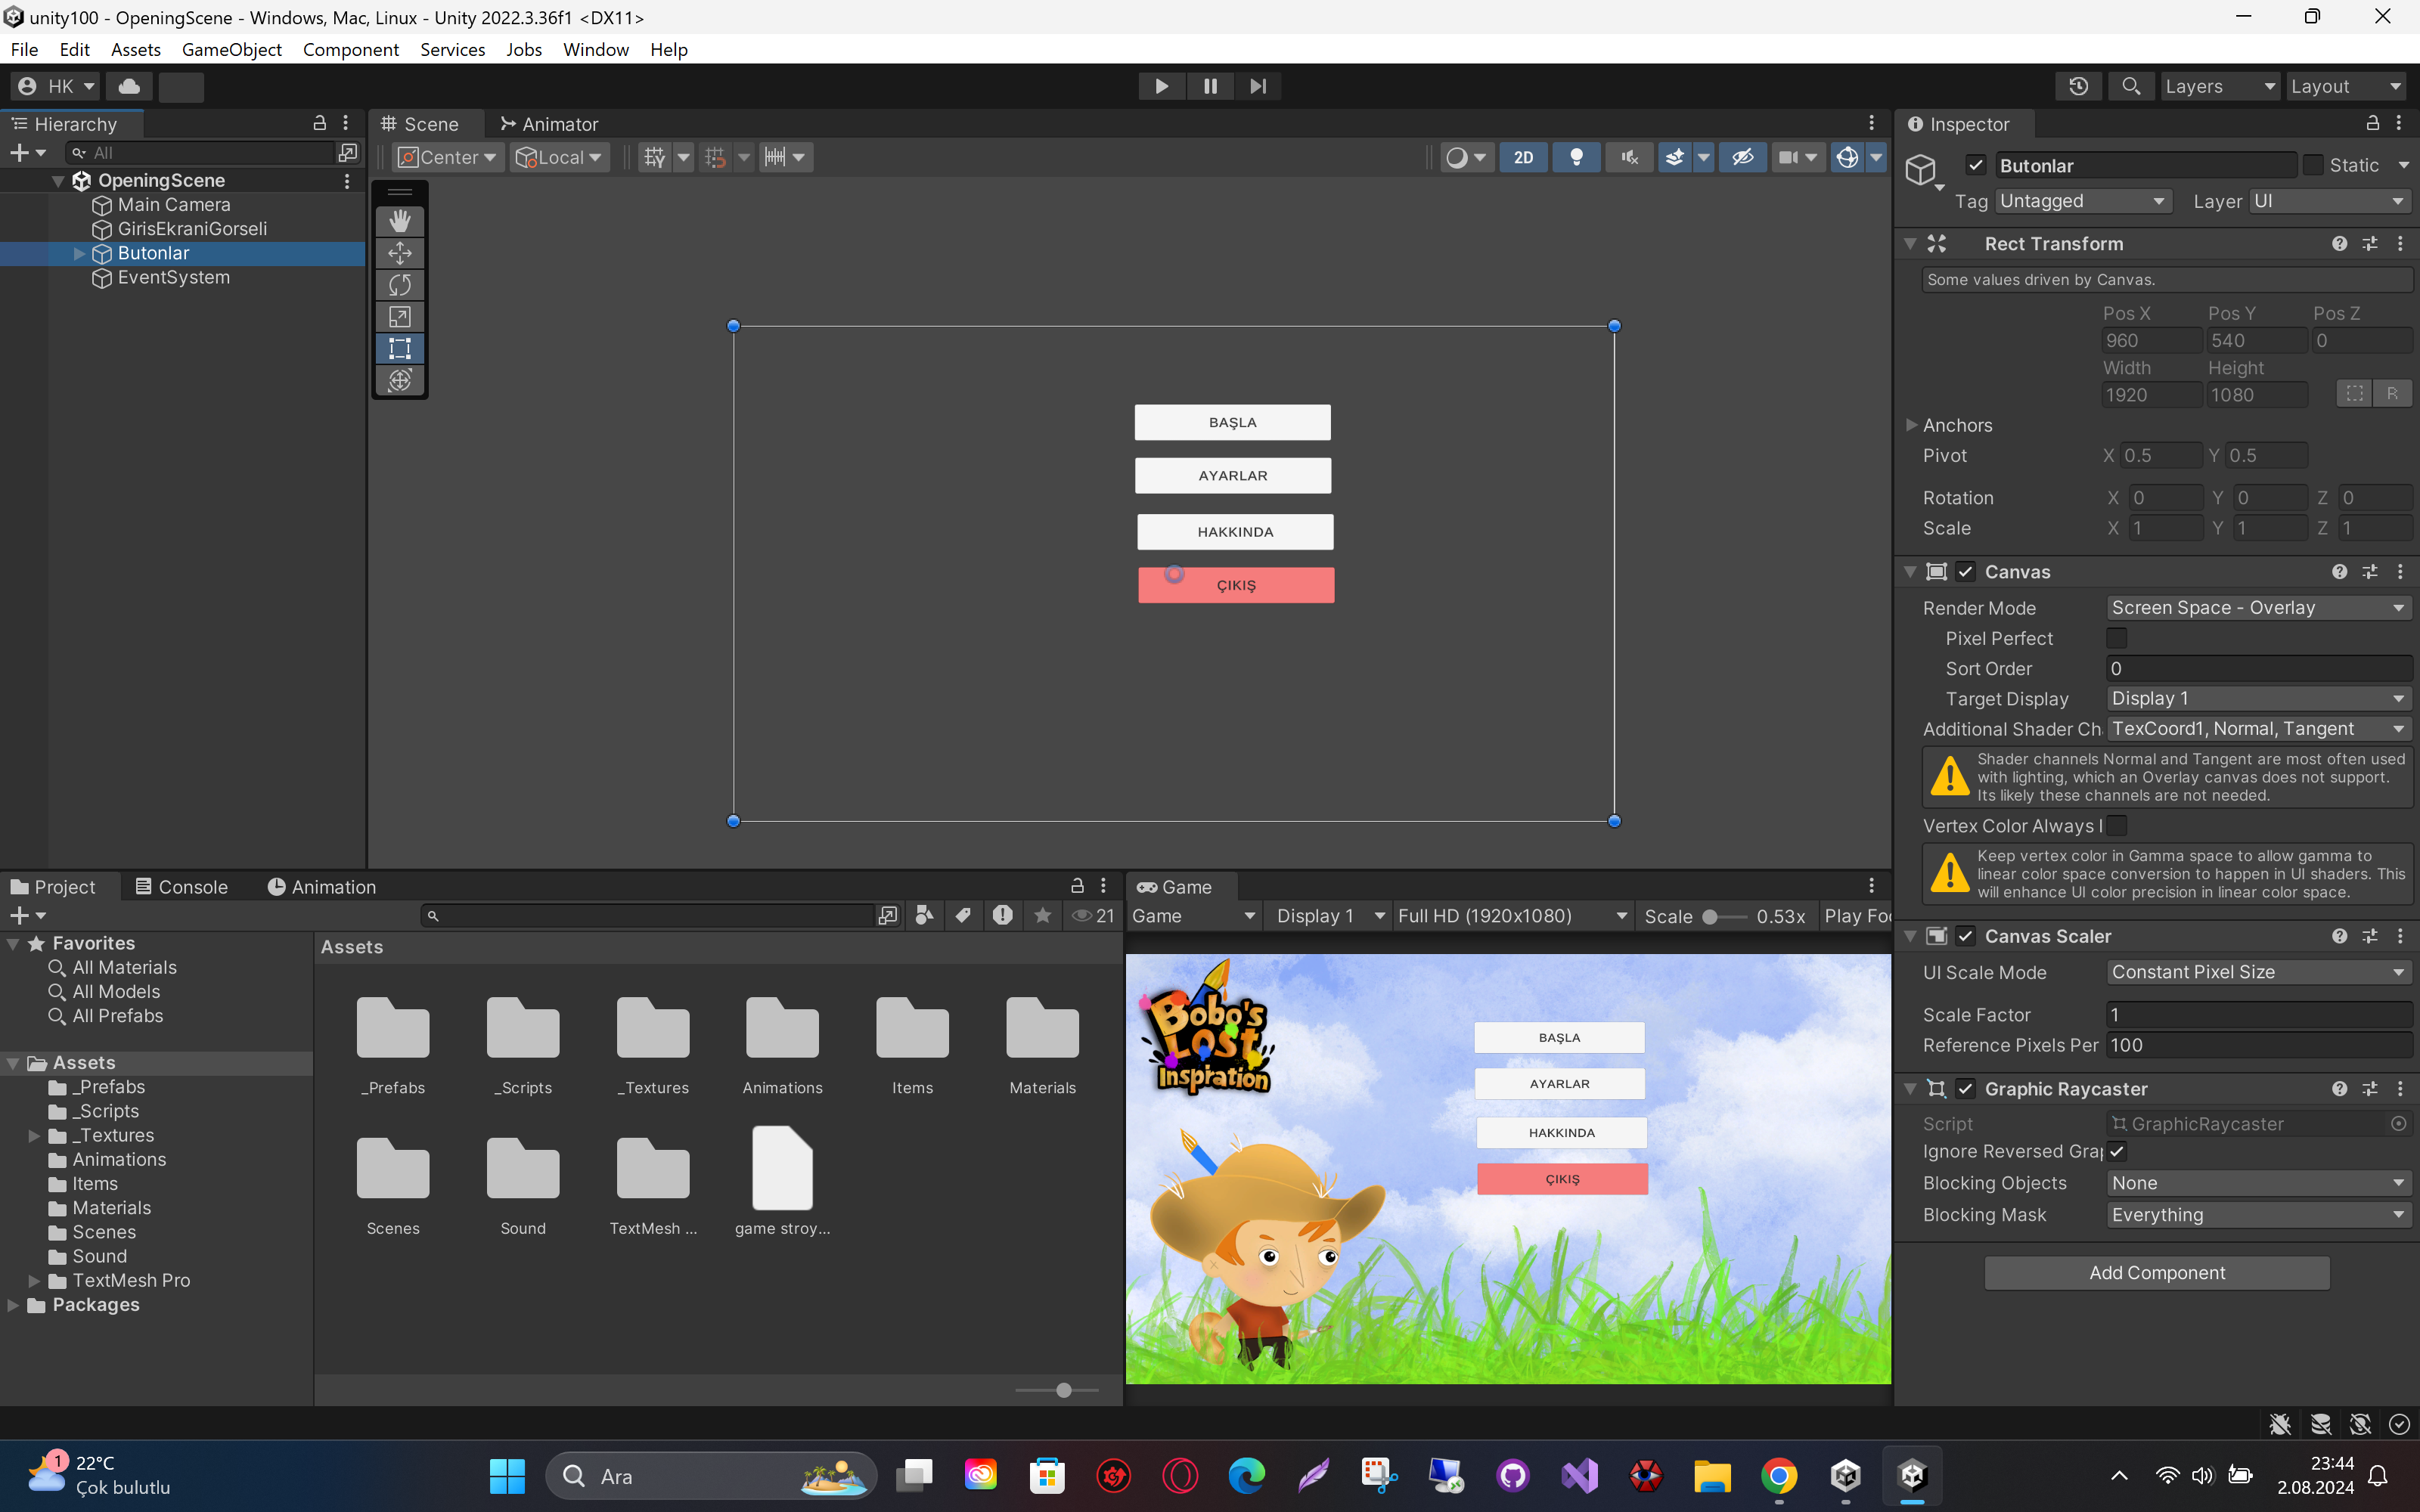 unity100 - OpeningScene - Windows, Mac, Linux - Unity 2022.3.36f1 <DX11>
File Edit Assets GameObject Component Services Jobs Window Help
HK Layers Layout
Hierarchy
All
OpeningScene
Main Camera
GirisEkraniGorseli
Butonlar
EventSystem
Scene Animator
Center Local 2D
BAŞLA
AYARLAR
HAKKINDA
ÇIKIŞ
Inspector
Butonlar Static
Tag Untagged Layer UI
Rect Transform
Some values driven by Canvas.
Pos X Pos Y Pos Z
960 540 0
Width Height
1920 1080 R
Anchors
Pivot X 0.5 Y 0.5
Rotation X 0 Y 0 Z 0
Scale X 1 Y 1 Z 1
Canvas
Render Mode Screen Space - Overlay
Pixel Perfect
Sort Order 0
Target Display Display 1
Additional Shader Ch TexCoord1, Normal, Tangent
Shader channels Normal and Tangent are most often used
with lighting, which an Overlay canvas does not support.
Its likely these channels are not needed.
Vertex Color Always I
Keep vertex color in Gamma space to allow gamma to
linear color space conversion to happen in UI shaders. This
will enhance UI color precision in linear color space.
Canvas Scaler
UI Scale Mode Constant Pixel Size
Scale Factor 1
Reference Pixels Per 100
Graphic Raycaster
Script GraphicRaycaster
Ignore Reversed Gra
Blocking Objects None
Blocking Mask Everything
Add Component
Project Console Animation
21
Favorites
All Materials
All Models
All Prefabs
Assets
_Prefabs
_Scripts
_Textures
Animations
Items
Materials
Scenes
Sound
TextMesh Pro
Packages
Assets
_Prefabs _Scripts _Textures Animations Items Materials
Scenes Sound TextMesh ... game stroy...
Game
Game Display 1 Full HD (1920x1080) Scale 0.53x Play Foc
Bobo's
Lost
Inspiration
BAŞLA
AYARLAR
HAKKINDA
ÇIKIŞ
1 22°C
Çok bulutlu
Ara
23:44
2.08.2024